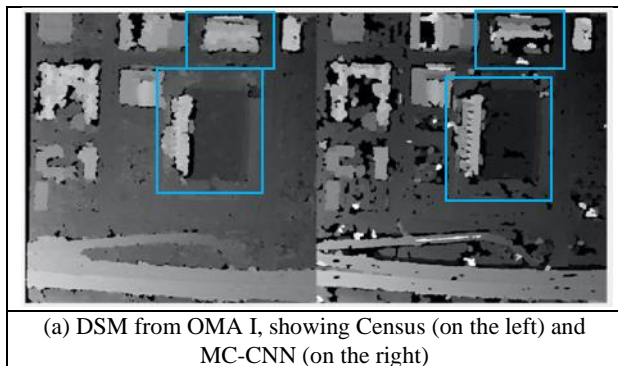 (a) DSM from OMA I, showing Census (on the left) and
MC-CNN (on the right)